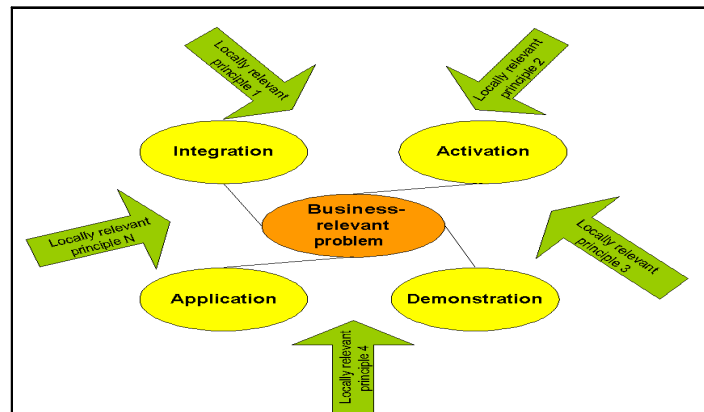 Locally relevant
principle 1
Locally relevant
principle 2
Integration
Activation
Business-
relevant
problem
Locally relevant
principle N
Locally relevant
principle 3
Application
Demonstration
Locally relevant
principle 4